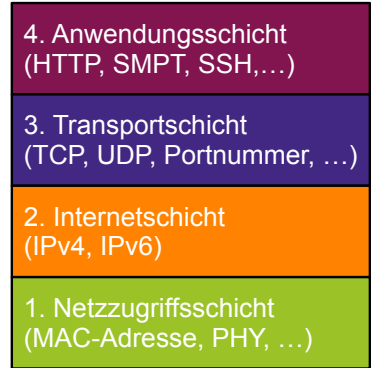 4. Anwendungsschicht
(HTTP, SMPT, SSH,…)
3. Transportschicht
(TCP, UDP, Portnummer, …)
2. Internetschicht
(IPv4, IPv6)
1. Netzzugriffsschicht
(MAC-Adresse, PHY, …)